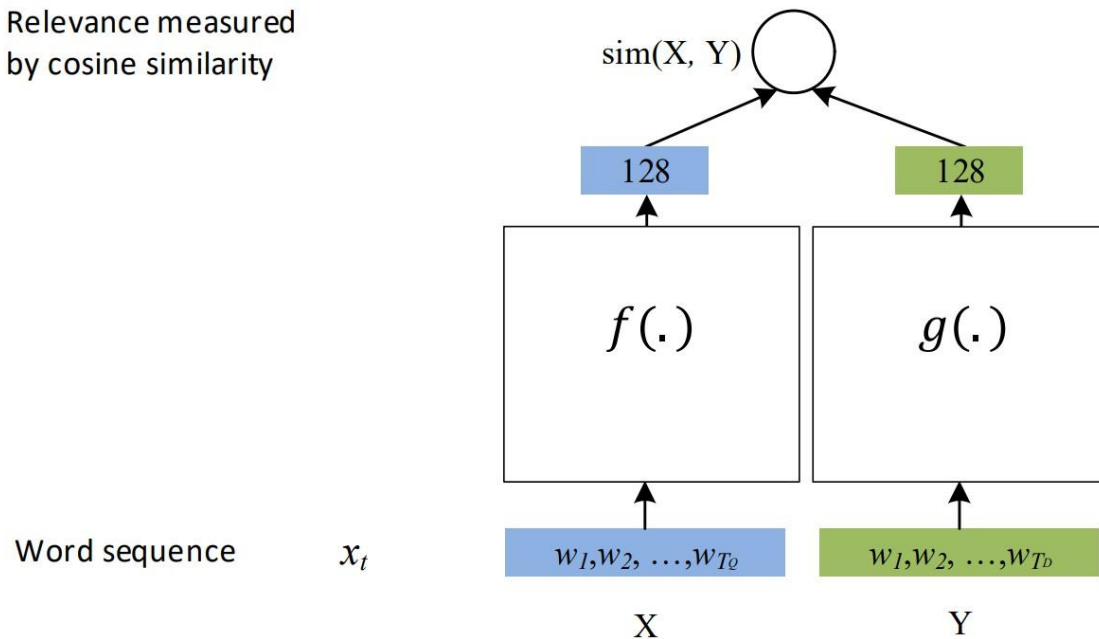 Relevance measured
by cosine similarity
sim(X, Y)
128 128
f(.) g(.)
Word sequence x_t w_1,w_2, …,w_{T_Q} w_1,w_2, …,w_{T_D}
X Y